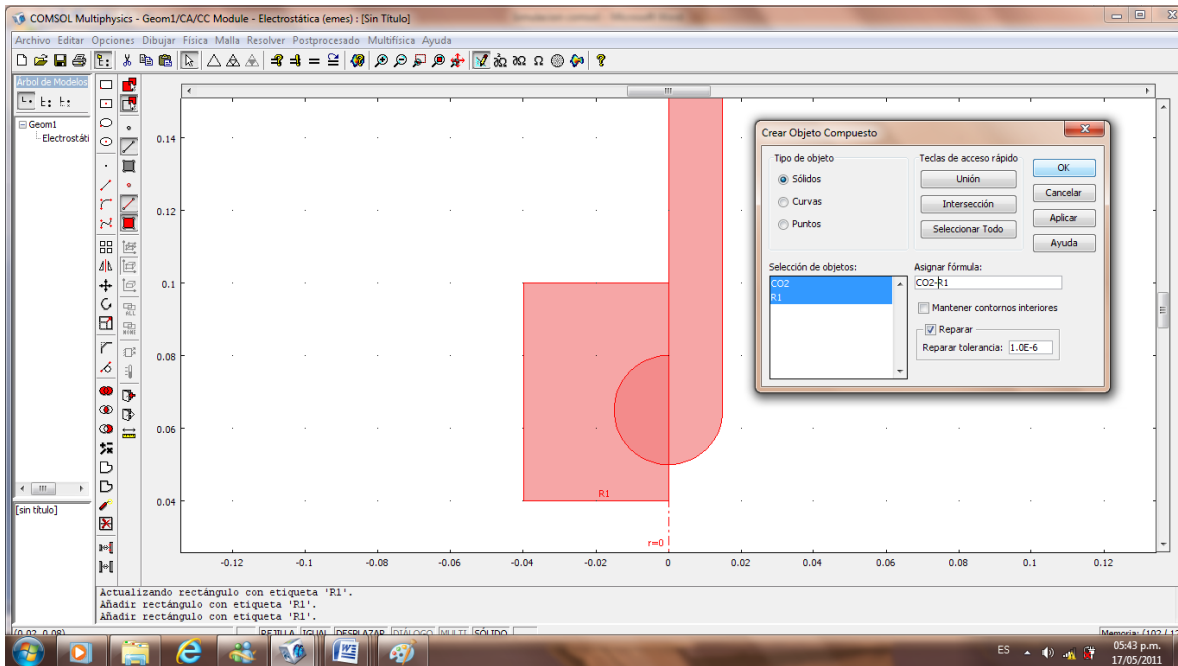 COMSOL Multiphysics - Geom1/CA/CC Module - Electrostática (emes) : [Sin Título]
Archivo Editar Opciones Dibujar Física Malla Resolver Postprocesado Multifísica Ayuda
Árbol de Modelos
Geom1
Electrostáti
[sin título]
0.14
0.12
0.1
0.08
0.06
0.04
R1
r=0
-0.12
-0.1
-0.08
-0.06
-0.04
-0.02
0
0.02
0.04
0.06
0.08
0.1
0.12
Crear Objeto Compuesto
Tipo de objeto
Sólidos
Curvas
Puntos
Teclas de acceso rápido
Unión
Intersección
Seleccionar Todo
OK
Cancelar
Aplicar
Ayuda
Selección de objetos:
CO2
R1
Asignar fórmula:
CO2-R1
Mantener contornos interiores
Reparar
Reparar tolerancia: 1.0E-6
Actualizando rectángulo con etiqueta 'R1'.
Añadir rectángulo con etiqueta 'R1'.
Añadir rectángulo con etiqueta 'R1'.
(0.02, 0.08)
REJILLA IGUAL DESPLAZAR DIÁLOGO MULTI SÓLIDO
Memoria: (102 / 
ES
05:43 p.m.
17/05/2011